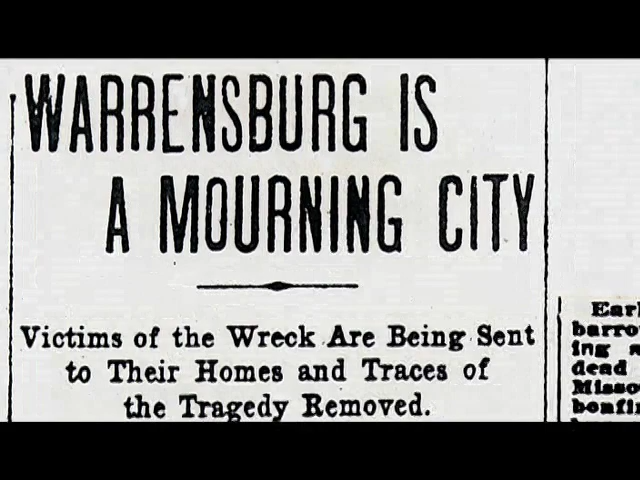 WARRENSBURG IS
A MOURNING CITY
Victims of the Wreck Are Being Sent
to Their Homes and Traces of
the Tragedy Removed.
dead